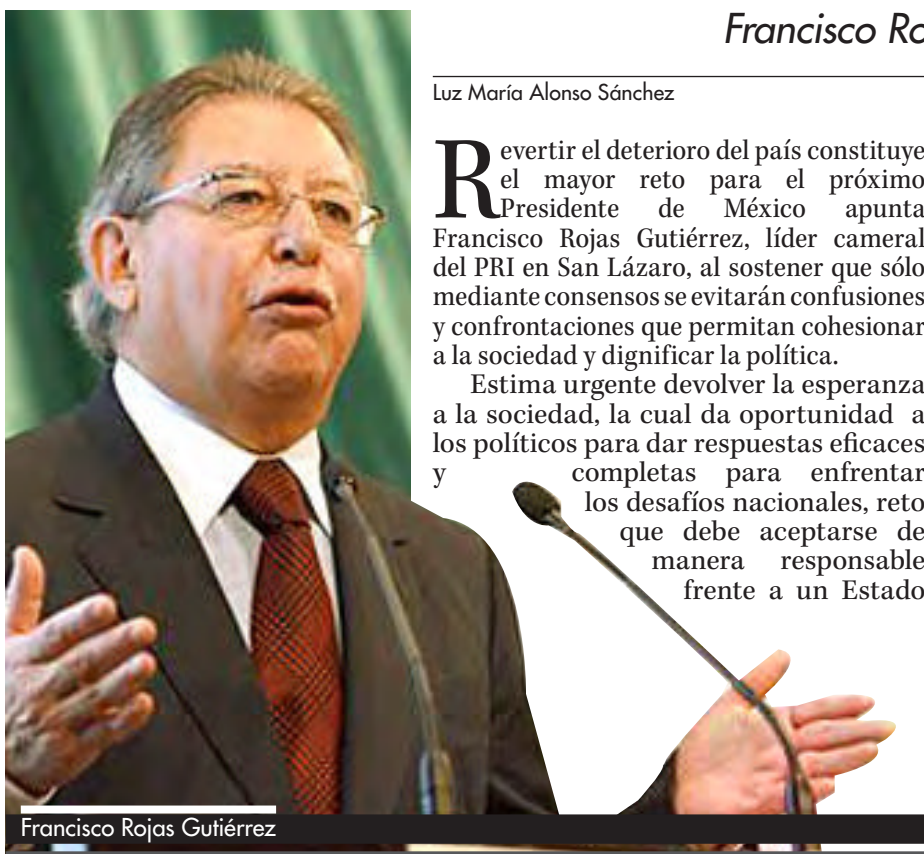 Francisco Ro
Luz María Alonso Sánchez
Revertir el deterioro del país constituye
el mayor reto para el próximo
Presidente de México apunta
Francisco Rojas Gutiérrez, líder cameral
del PRI en San Lázaro, al sostener que sólo
mediante consensos se evitarán confusiones
y confrontaciones que permitan cohesionar
a la sociedad y dignificar la política.
Estima urgente devolver la esperanza
a la sociedad, la cual da oportunidad a
los políticos para dar respuestas eficaces
y completas para enfrentar
los desafíos nacionales, reto
que debe aceptarse de
manera responsable
frente a un Estado
Francisco Rojas Gutiérrez